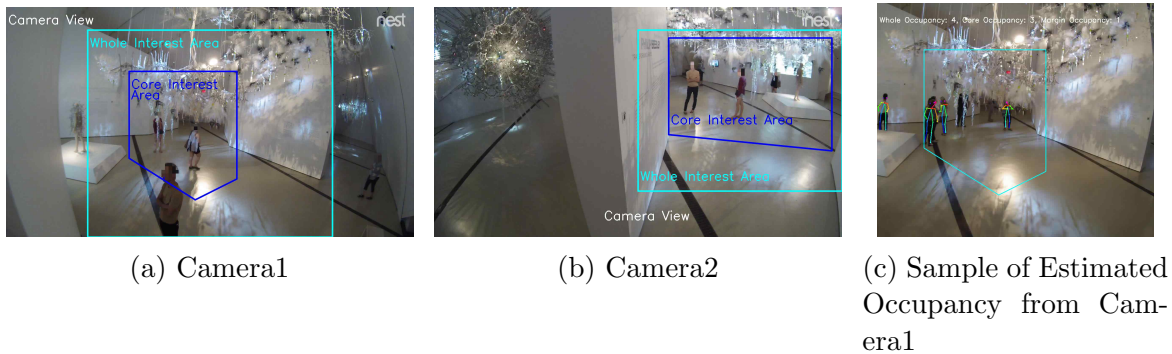 Camera View
nest
Whole Interest Area
Core Interest
Area
nest
Core Interest Area
Whole Interest Area
Camera View
Whole Occupancy: 4, Core Occupancy: 3, Margin Occupancy: 1
(a) Camera1
(b) Camera2
(c) Sample of Estimated
Occupancy from Cam-
era1